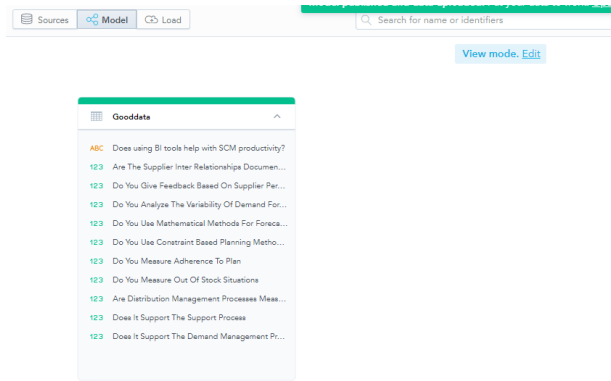 Sources
Model
Load
Search for name or identifiers
View mode. Edit
Gooddata
ABC Does using BI tools help with SCM productivity?
123 Are The Supplier Inter Relationships Documen...
123 Do You Give Feedback Based On Supplier Per...
123 Do You Analyze The Variability Of Demand For...
123 Do You Use Mathematical Methods For Foreca...
123 Do You Use Constraint Based Planning Metho...
123 Do You Measure Adherence To Plan
123 Do You Measure Out Of Stock Situations
123 Are Distribution Management Processes Meas...
123 Does It Support The Support Process
123 Does It Support The Demand Management Pr...